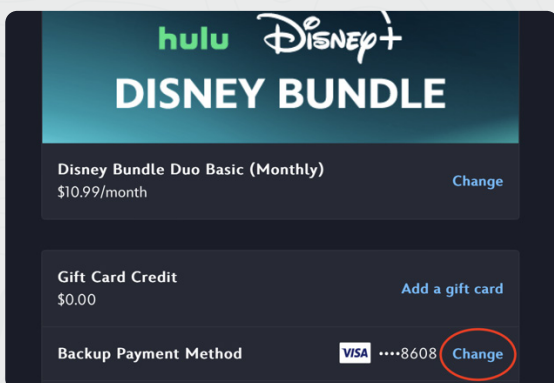 hulu Disney+
DISNEY BUNDLE
Disney Bundle Duo Basic (Monthly)
$10.99/month
Change
Gift Card Credit
$0.00
Add a gift card
Backup Payment Method
VISA ••••8608 Change